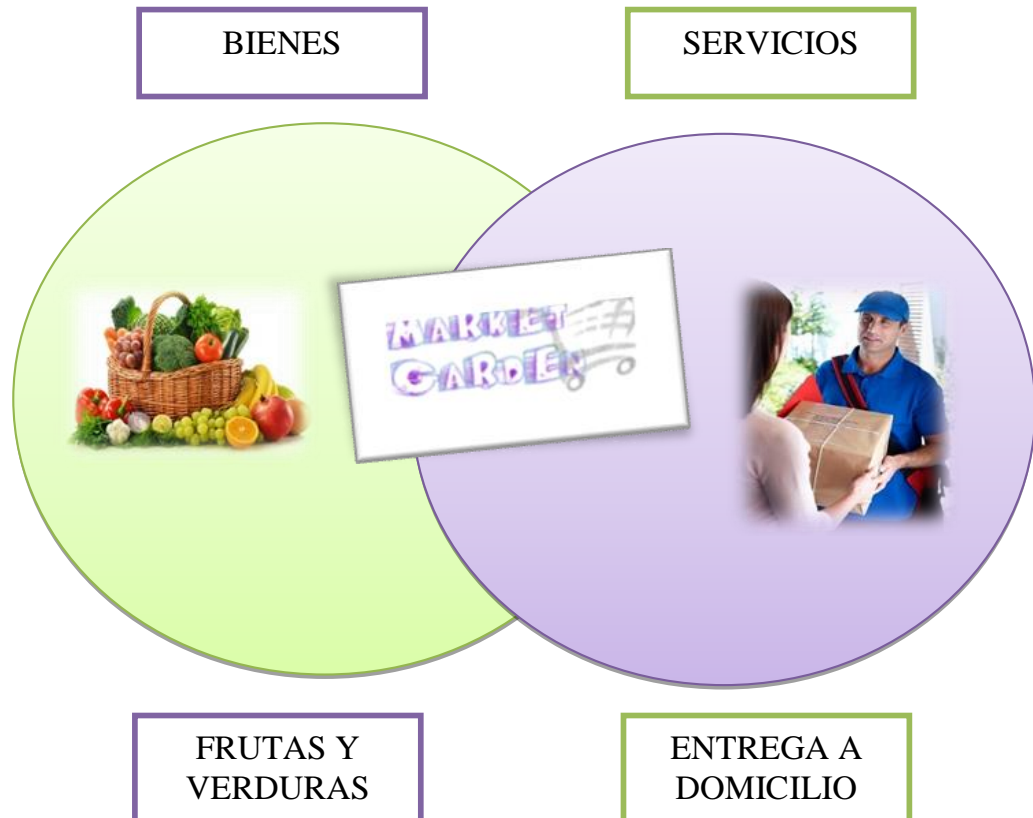 BIENES
SERVICIOS
MARKET
GARDEN
FRUTAS Y
VERDURAS
ENTREGA A
DOMICILIO